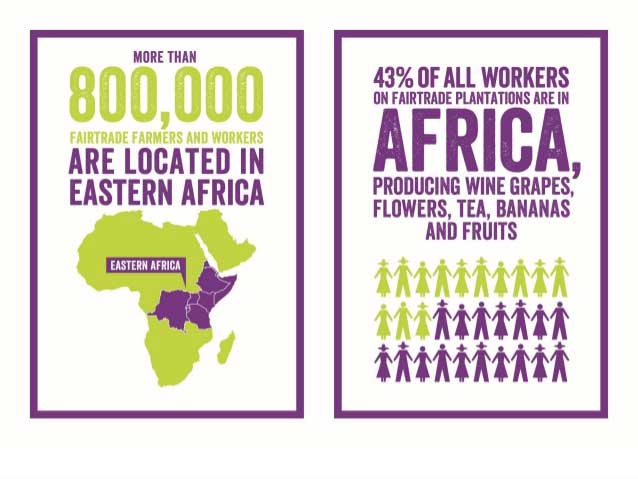 MORE THAN
800,000
FAIRTRADE FARMERS AND WORKERS
ARE LOCATED IN
EASTERN AFRICA
EASTERN AFRICA
43% OF ALL WORKERS
ON FAIRTRADE PLANTATIONS ARE IN
AFRICA,
PRODUCING WINE GRAPES,
FLOWERS, TEA, BANANAS
AND FRUITS